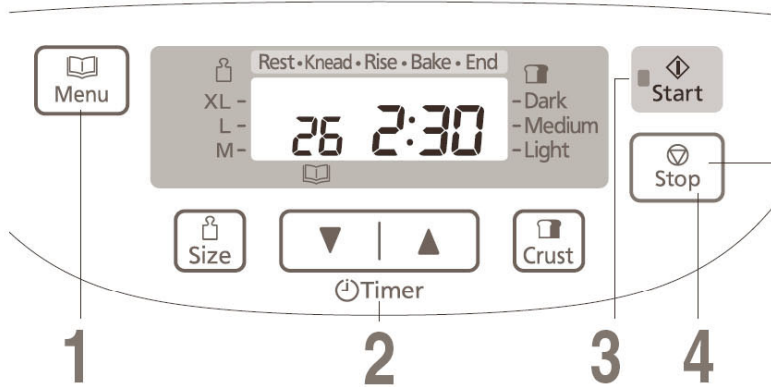 Menu
Rest • Knead • Rise • Bake • End
XL -
L -
M -
26 2:30
- Dark
- Medium
- Light
Start
Stop
Size
Crust
Timer
1
2
3
4